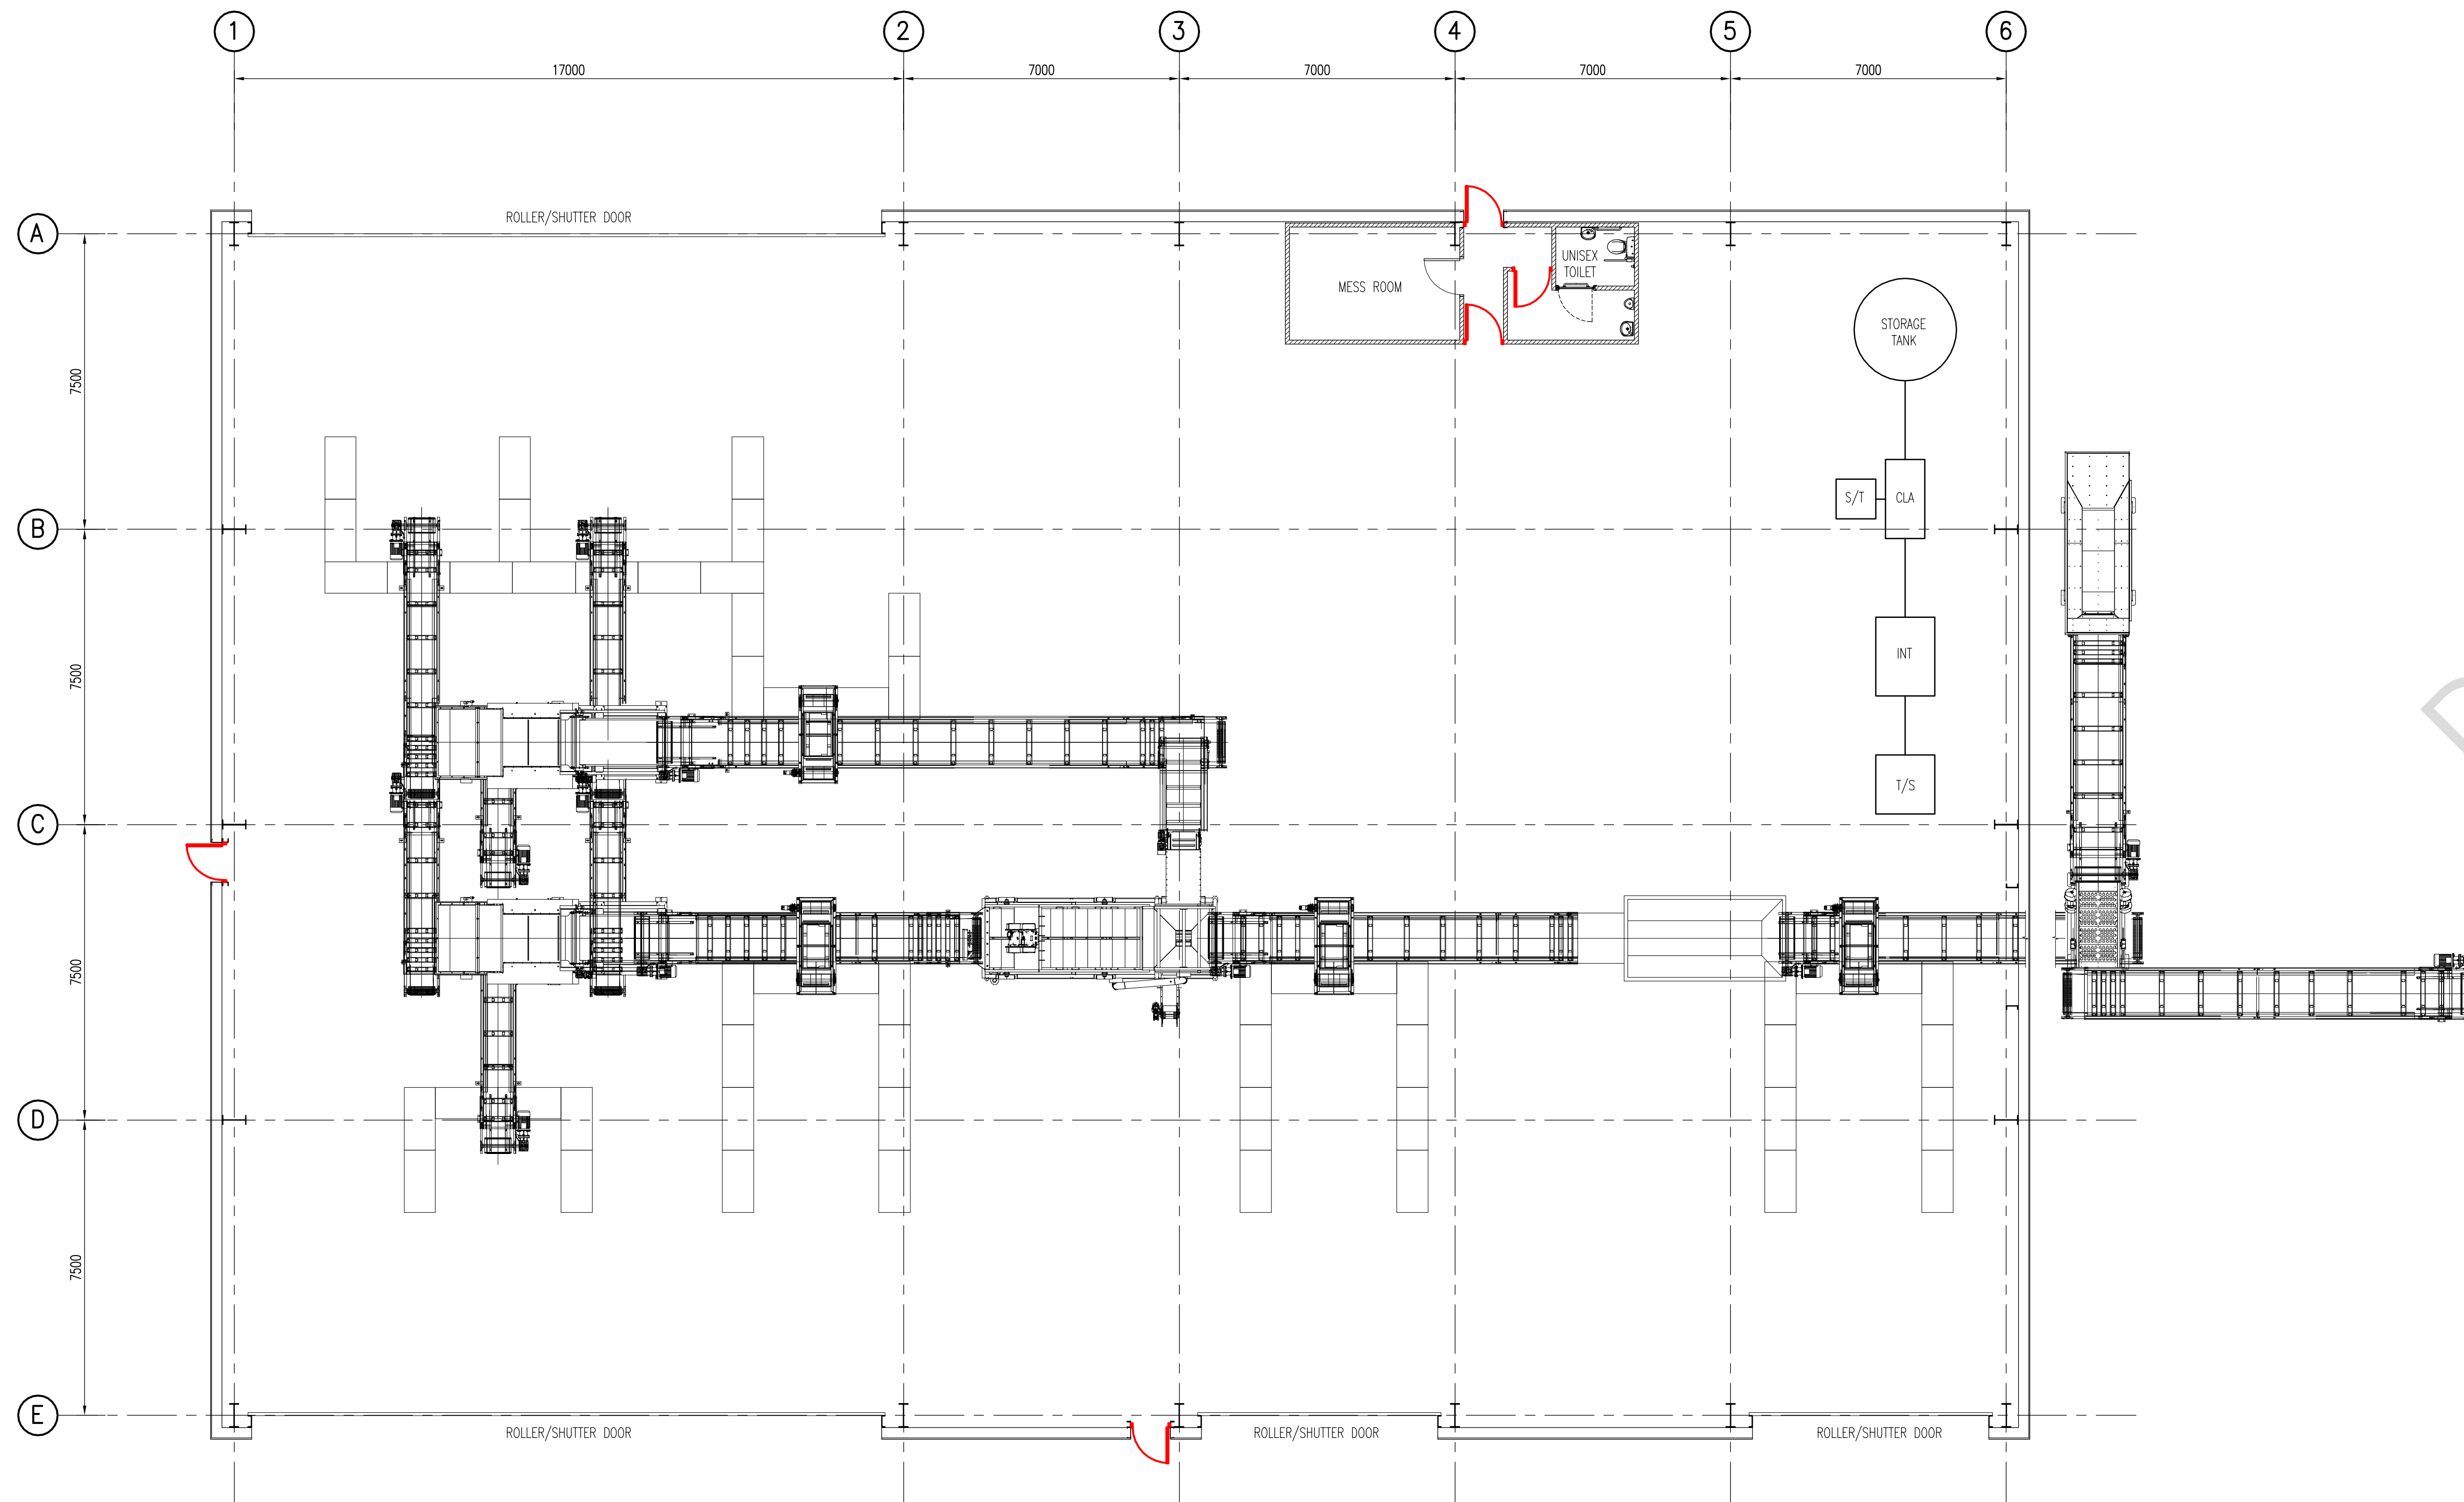 1 2 3 4 5 6
17000 7000 7000 7000 7000
A
ROLLER/SHUTTER DOOR
UNISEX
TOILET
MESS ROOM
STORAGE
TANK
7500
S/T CLA
B
INT
7500
T/S
C
7500
D
7500
E
ROLLER/SHUTTER DOOR ROLLER/SHUTTER DOOR ROLLER/SHUTTER DOOR